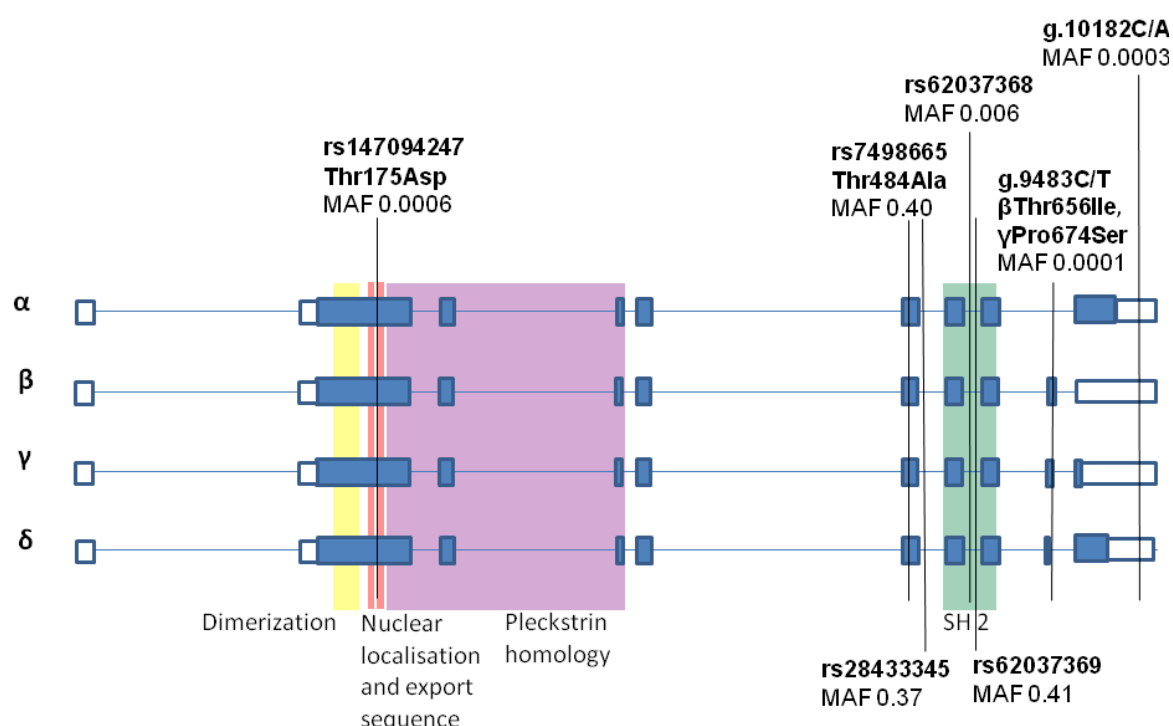 g.10182C/A
MAF 0.0003
rs62037368
MAF 0.006
rs147094247
Thr175Asp
MAF 0.0006
rs7498665
Thr484Ala
MAF 0.40
g.9483C/T
βThr656Ile,
γPro674Ser
MAF 0.0001
α
β
γ
δ
Dimerization
Nuclear
localisation
and export
sequence
Pleckstrin
homology
SH2
rs28433345
MAF 0.37
rs62037369
MAF 0.41